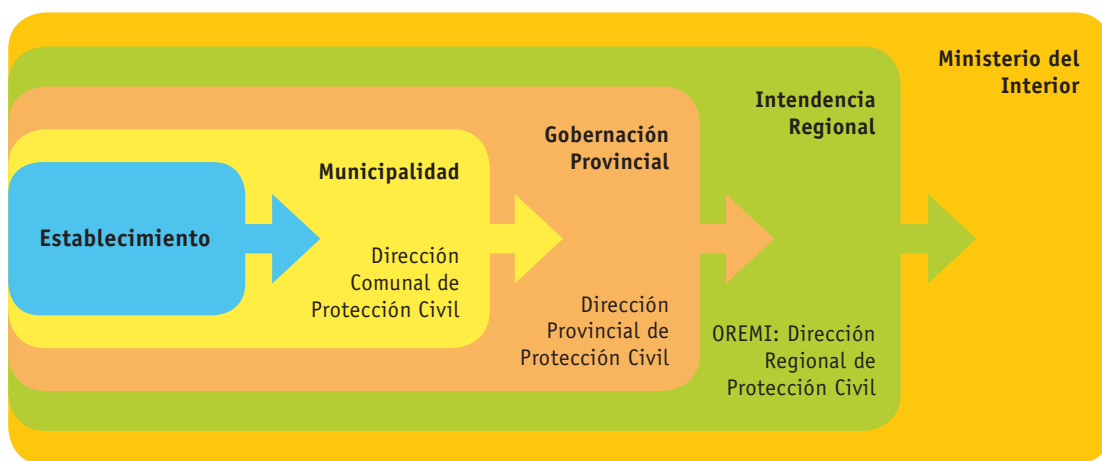 Establecimiento
Municipalidad
Dirección
Comunal de
Protección Civil
Gobernación
Provincial
Dirección
Provincial de
Protección Civil
Intendencia
Regional
OREMI: Dirección
Regional de
Protección Civil
Ministerio del
Interior